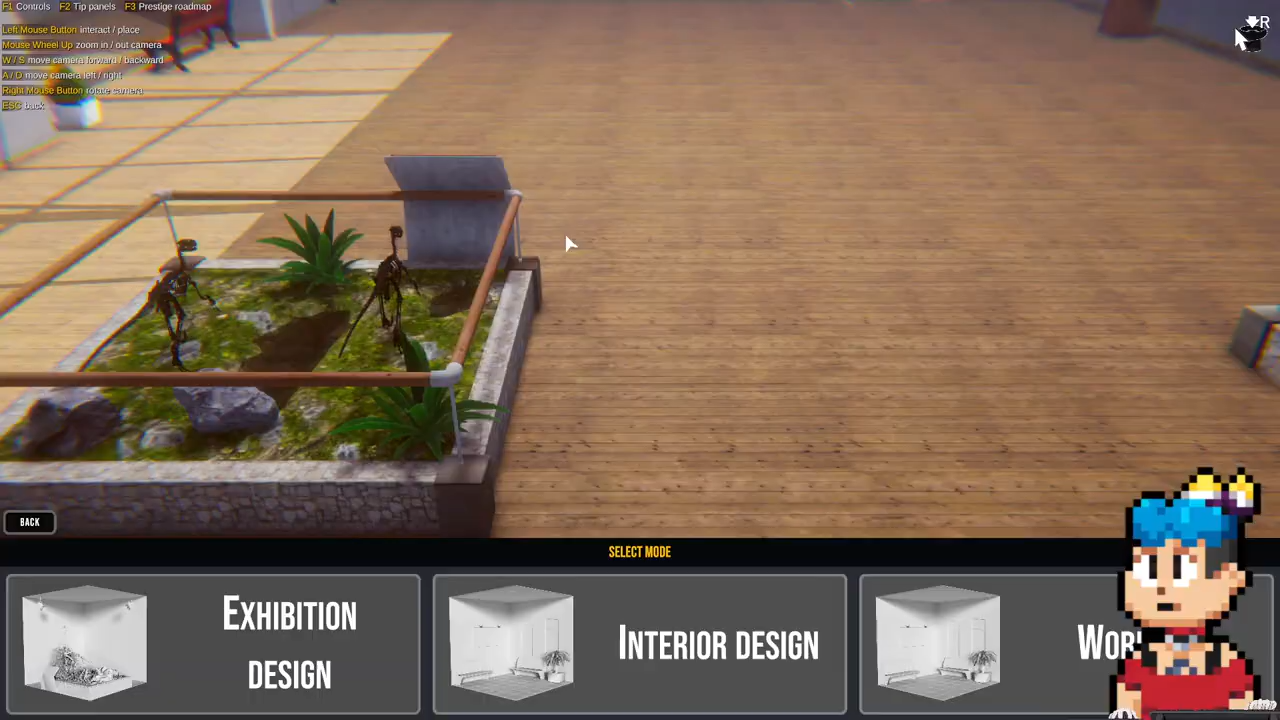 F1 Controls F2 Tip panels F3 Prestige roadmap
Left Mouse Button interact / place
Mouse Wheel Up zoom in / out camera
W / S move camera forward / backward
A / D move camera left / right
Right Mouse Button rotate camera
ESC back
R
BACK
SELECT MODE
EXHIBITION
DESIGN
INTERIOR DESIGN